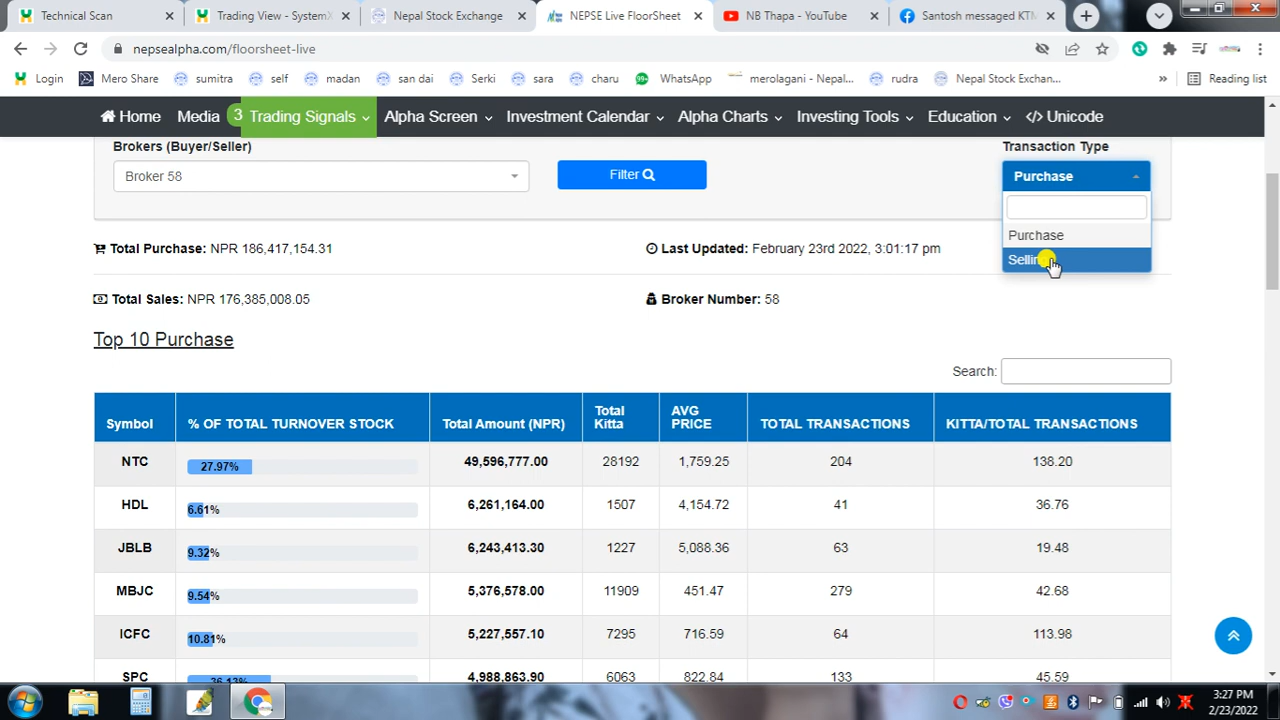 Technical Scan
Trading View - SystemX
Nepal Stock Exchange
NEPSE Live FloorSheet
NB Thapa - YouTube
Santosh messaged KTM
nepsealpha.com/floorsheet-live
Login
Mero Share
sumitra
self
madan
san dai
Serki
sara
charu
99+
WhatsApp
merolagani - Nepal...
rudra
Nepal Stock Exchan...
»
Reading list
Home
Media
3
Trading Signals
Alpha Screen
Investment Calendar
Alpha Charts
Investing Tools
Education
</> Unicode
Brokers (Buyer/Seller)
Transaction Type
Broker 58
Filter
Purchase
Purchase
Total Purchase: NPR 186,417,154.31
Last Updated: February 23rd 2022, 3:01:17 pm
Total Sales: NPR 176,385,008.05
Broker Number: 58
Top 10 Purchase
Search:
Symbol % OF TOTAL TURNOVER STOCK Total Amount (NPR) Total Kitta AVG PRICE TOTAL TRANSACTIONS KITTA/TOTAL TRANSACTIONS
NTC 27.97% 49,596,777.00 28192 1,759.25 204 138.20
HDL 6.61% 6,261,164.00 1507 4,154.72 41 36.76
JBLB 9.32% 6,243,413.30 1227 5,088.36 63 19.48
MBJC 9.54% 5,376,578.00 11909 451.47 279 42.68
ICFC 10.81% 5,227,557.10 7295 716.59 64 113.98
SPC 36.13% 4,988,863.90 6063 822.84 133 45.59
3:27 PM
2/23/2022